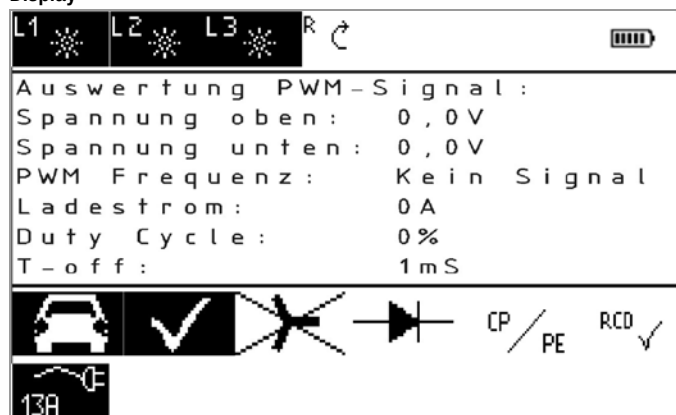 Display
L1 L2 L3 R
Auswertung PWM-Signal:
Spannung oben: 0,0V
Spannung unten: 0,0V
PWM Frequenz: Kein Signal
Ladestrom: 0A
Duty Cycle: 0%
T-off: 1mS
CP/PE RCD
13A